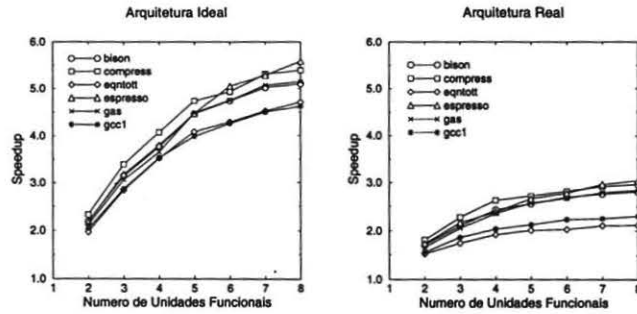 Arquitetura Ideal
6.0
5.0
4.0
3.0
2.0
1.0
Speedup
bison
compress
eqntott
espresso
gas
gcc1
1 2 3 4 5 6 7 8
Numero de Unidades Funcionais
Arquitetura Real
6.0
5.0
4.0
3.0
2.0
1.0
Speedup
bison
compress
eqntott
espresso
gas
gcc1
1 2 3 4 5 6 7 8
Numero de Unidades Funcionais